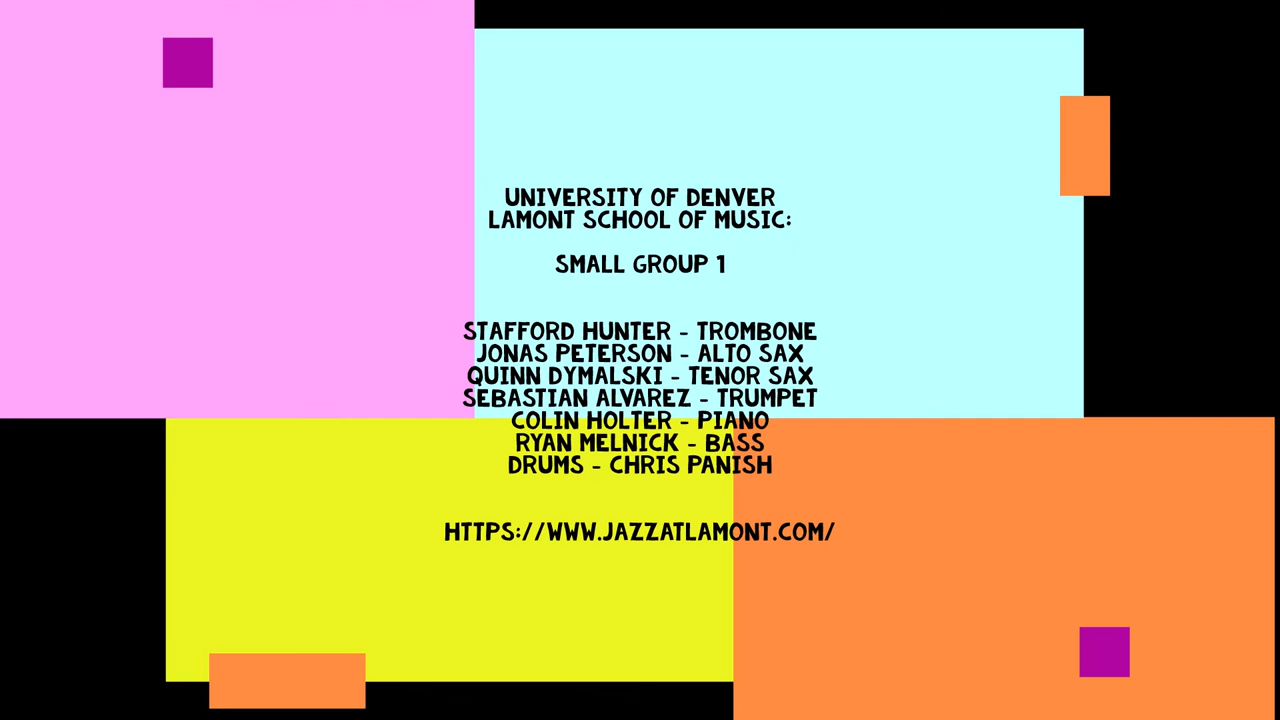 UNIVERSITY OF DENVER
LAMONT SCHOOL OF MUSIC:
SMALL GROUP 1
STAFFORD HUNTER - TROMBONE
JONAS PETERSON - ALTO SAX
QUINN DYMALSKI - TENOR SAX
SEBASTIAN ALVAREZ - TRUMPET
COLIN HOLTER - PIANO
RYAN MELNICK - BASS
DRUMS - CHRIS PANISH
HTTPS://WWW.JAZZATLAMONT.COM/